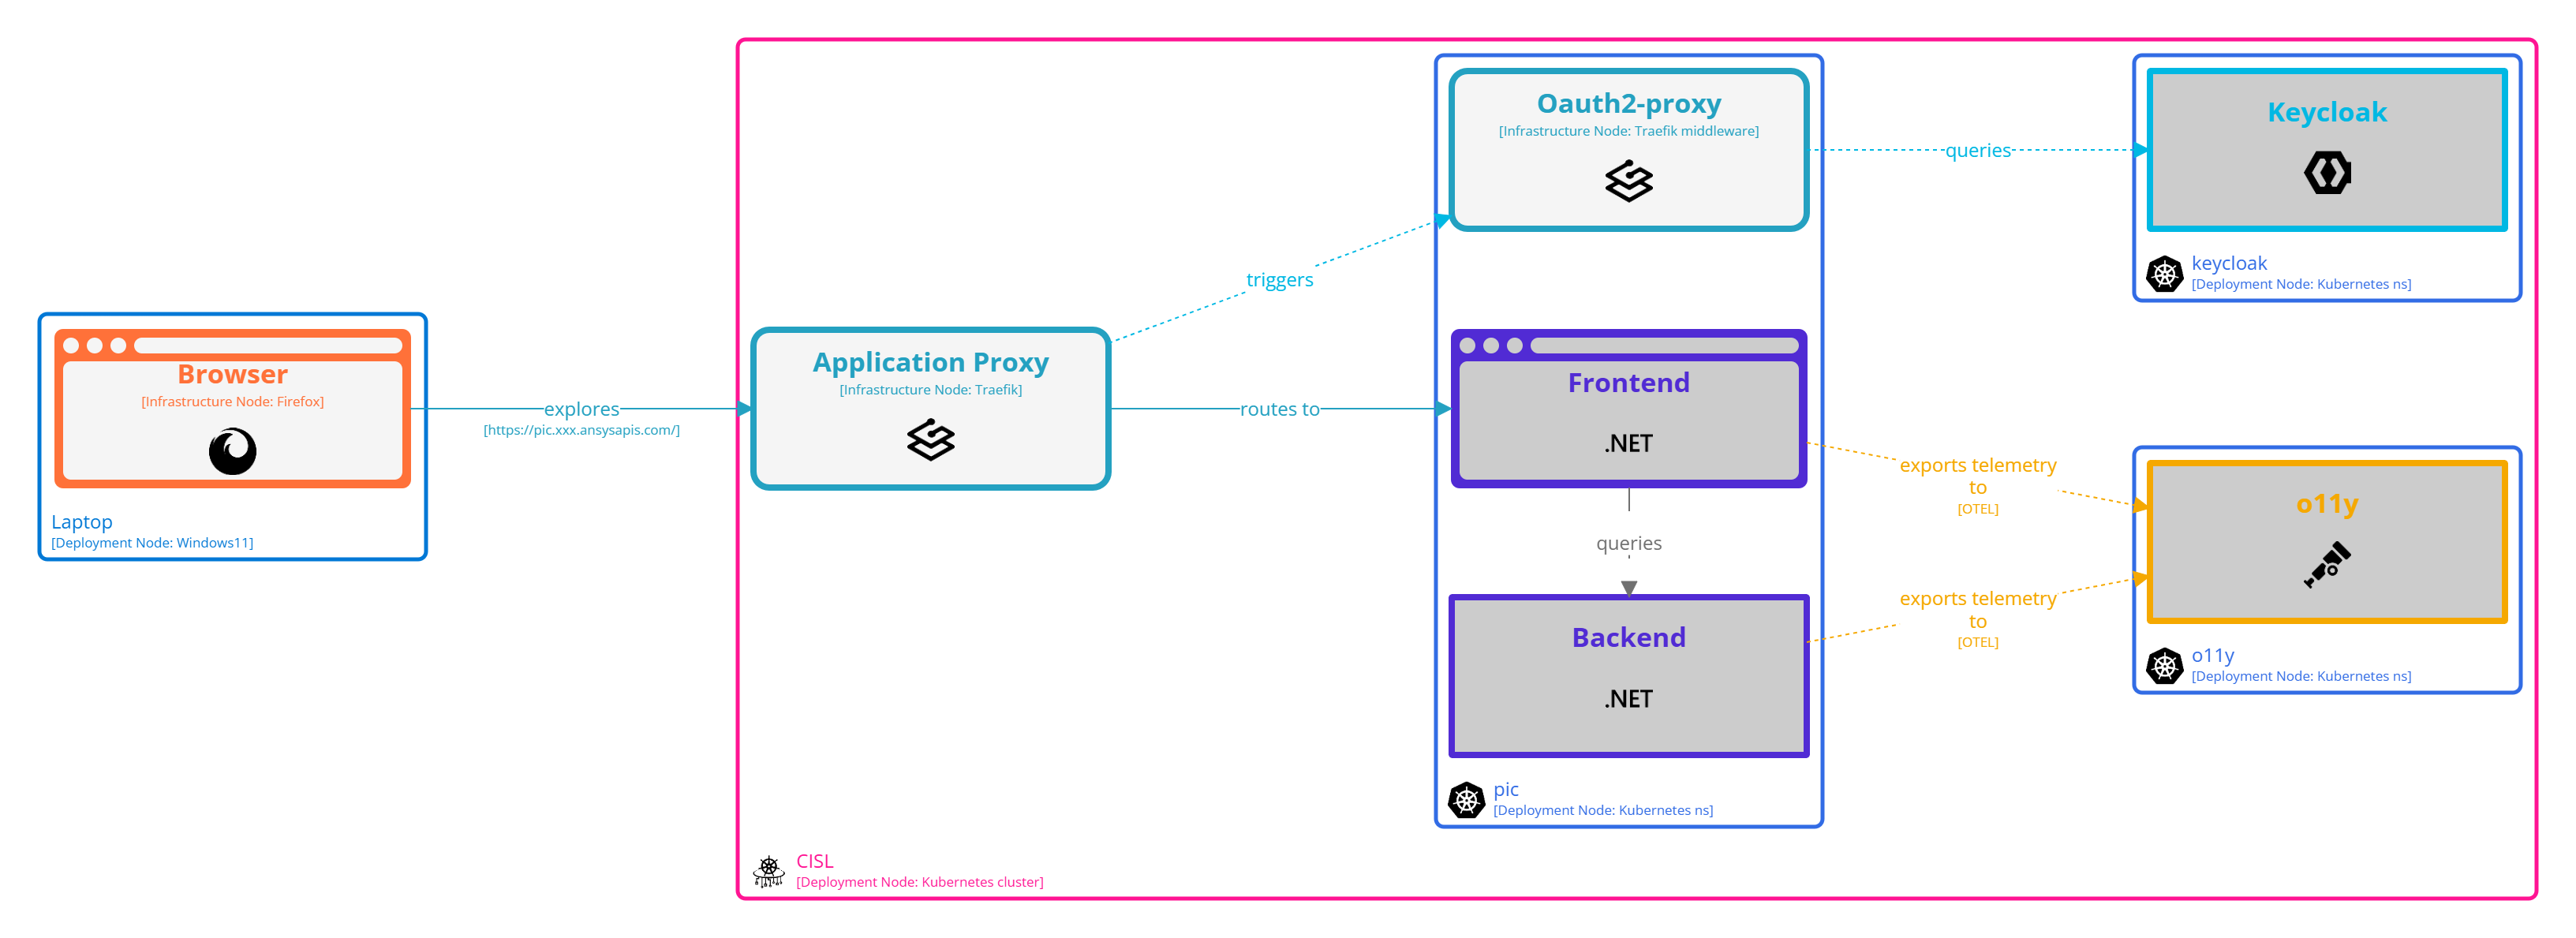 Browser
[Infrastructure Node: Firefox]
Laptop
[Deployment Node: Windows11]
explores
[https://pic.xxx.ansysapis.com/]
Application Proxy
[Infrastructure Node: Traefik]
triggers
routes to
Oauth2-proxy
[Infrastructure Node: Traefik middleware]
Frontend
.NET
queries
Backend
.NET
pic
[Deployment Node: Kubernetes ns]
queries
Keycloak
keycloak
[Deployment Node: Kubernetes ns]
exports telemetry
to
[OTEL]
exports telemetry
to
[OTEL]
o11y
o11y
[Deployment Node: Kubernetes ns]
CISL
[Deployment Node: Kubernetes cluster]